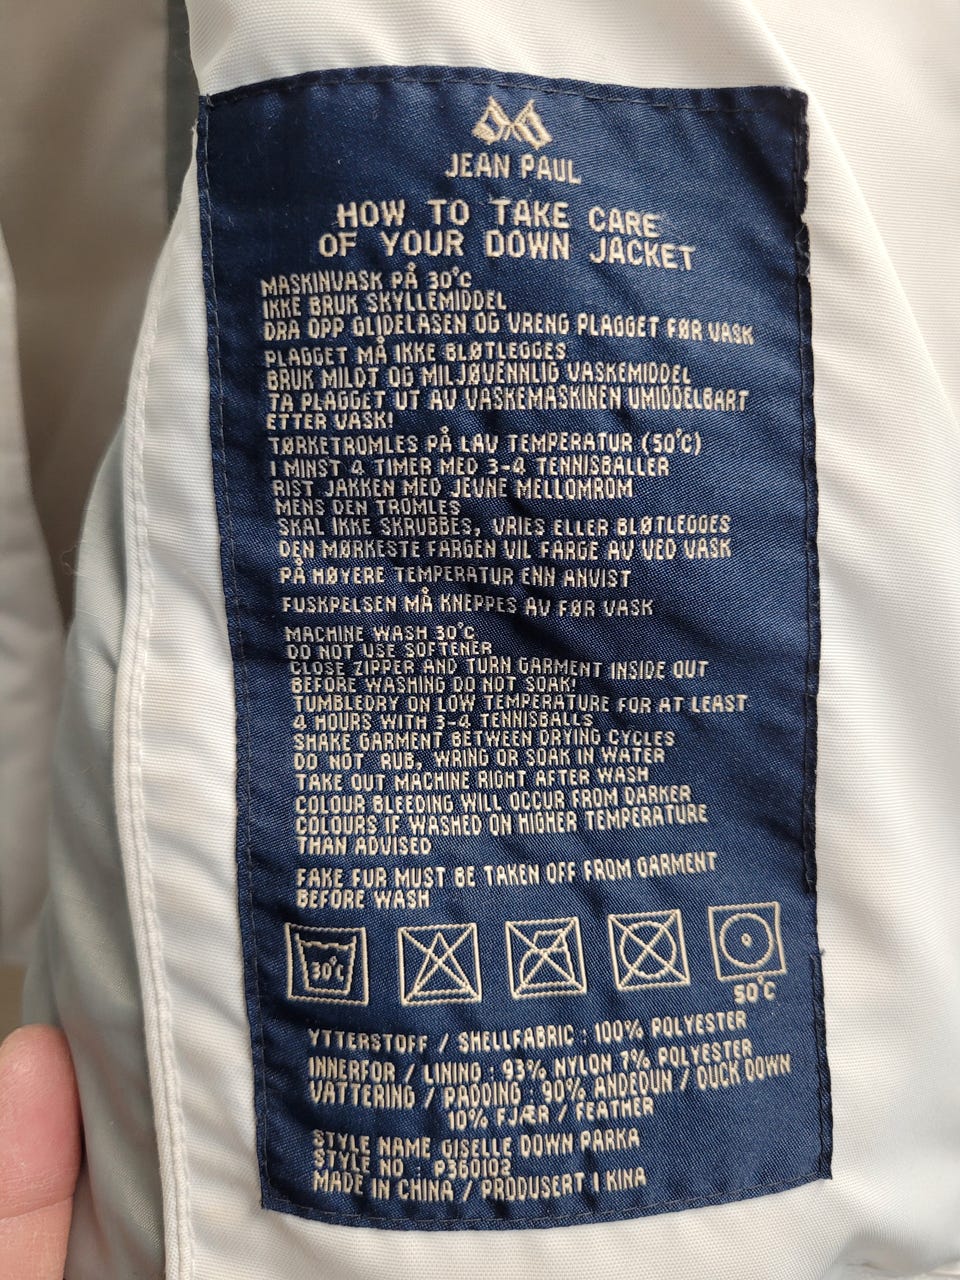 JEAN PAUL
HOW TO TAKE CARE
OF YOUR DOWN JACKET
MASKINVASK PÅ 30°C
IKKE BRUK SKYLLEMIDDEL
DRA OPP GLIDELASEN OG VRENG PLAGGET FØR VASK
PLAGGET MÅ IKKE BLØTLEGGES
BRUK MILDT OG MILJØVENNLIG VASKEMIDDEL
TA PLAGGET UT AV VASKEMASKINEN UMIDDELBART
ETTER VASK!
TØRKETROMLES PÅ LAV TEMPERATUR (50°C)
I MINST 4 TIMER MED 3-4 TENNISBALLER
RIST JAKKEN MED JEVNE MELLOMROM
MENS DEN TROMLES
SKAL IKKE SKRUBBES, VRIES ELLER BLØTLEGGES
DEN MØRKESTE FARGEN VIL FARGE AV VED VASK
PÅ HØYERE TEMPERATUR ENN ANVIST
FUSKPELSEN MÅ KNEPPES AV FØR VASK
MACHINE WASH 30°C
DO NOT USE SOFTENER
CLOSE ZIPPER AND TURN GARMENT INSIDE OUT
BEFORE WASHING DO NOT SOAK!
TUMBLEDRY ON LOW TEMPERATURE FOR AT LEAST
4 HOURS WITH 3-4 TENNISBALLS
SHAKE GARMENT BETWEEN DRYING CYCLES
DO NOT RUB, WRING OR SOAK IN WATER
TAKE OUT MACHINE RIGHT AFTER WASH
COLOUR BLEEDING WILL OCCUR FROM DARKER
COLOURS IF WASHED ON HIGHER TEMPERATURE
THAN ADVISED
FAKE FUR MUST BE TAKEN OFF FROM GARMENT
BEFORE WASH
30°C
50°C
YTTERSTOFF / SHELLFABRIC : 100% POLYESTER
INNERFOR / LINING : 93% NYLON 7% POLYESTER
VATTERING / PADDING : 90% ANDEDUN / DUCK DOWN
10% FJÆR / FEATHER
STYLE NAME GISELLE DOWN PARKA
STYLE NO : P360102
MADE IN CHINA / PRODUSERT I KINA